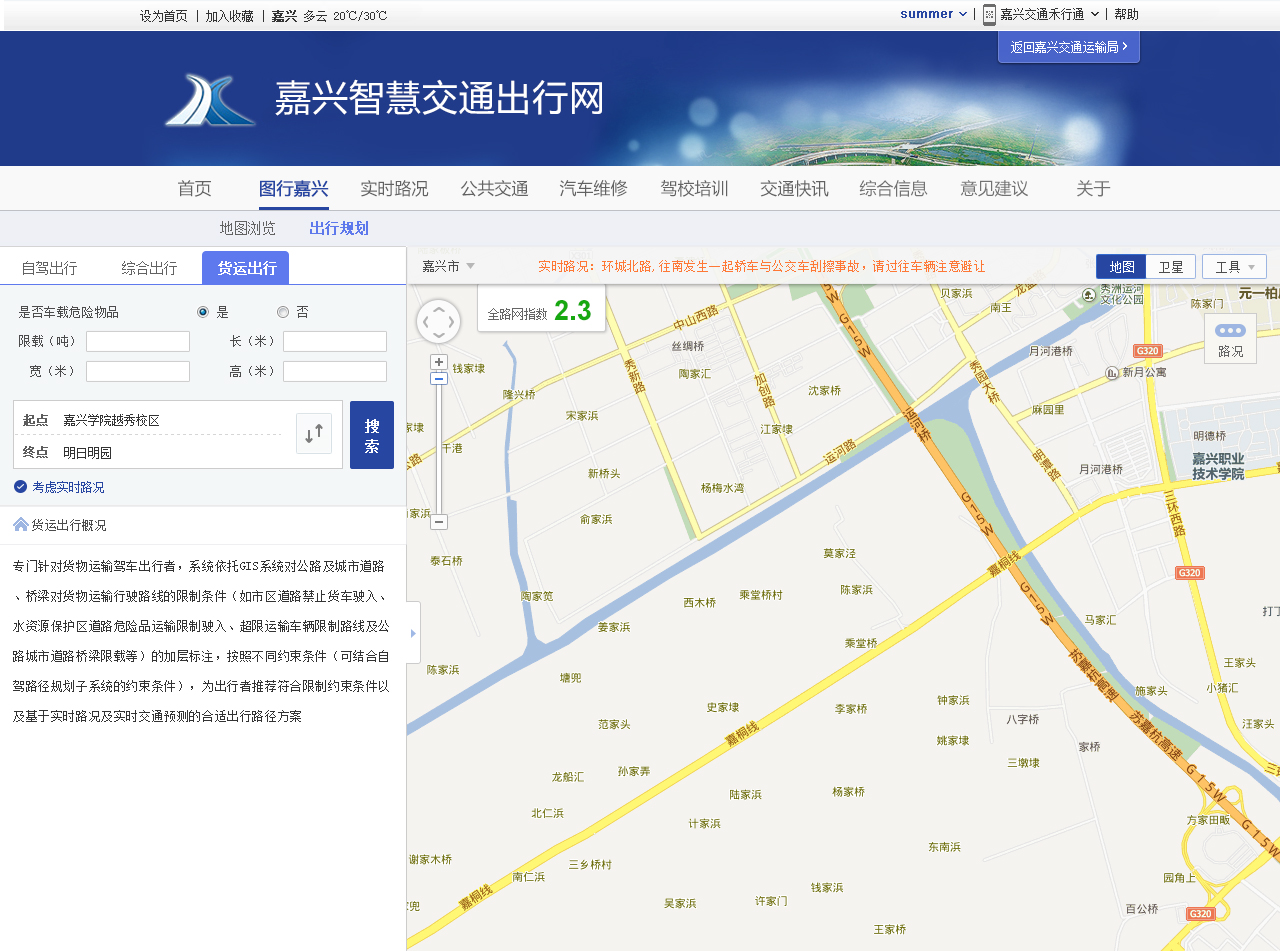 设为首页 | 加入收藏 | 嘉兴 多云 20℃/30℃
summer | 嘉兴交通禾行通 | 帮助
返回嘉兴交通运输局
嘉兴智慧交通出行网
首页 图行嘉兴 实时路况 公共交通 汽车维修 驾校培训 交通快讯 综合信息 意见建议 关于
地图浏览 出行规划
自驾出行 综合出行 货运出行
嘉兴市
实时路况：环城北路,往南发生一起轿车与公交车刮擦事故，请过往车辆注意避让
地图 卫星 工具
是否车载危险物品 是 否
限载（吨） 长（米）
宽（米） 高（米）
起点 嘉兴学院越秀校区
终点 明日明园
搜索
考虑实时路况
货运出行概况
专门针对货物运输驾车出行者，系统依托GIS系统对公路及城市道路
、桥梁对货物运输行驶路线的限制条件（如市区道路禁止货车驶入、
水资源保护区道路危险品运输限制驶入、超限运输车辆限制路线及公
路城市道路桥梁限载等）的加层标注，按照不同约束条件（可结合自
驾路径规划子系统的约束条件），为出行者推荐符合限制约束条件以
及基于实时路况及实时交通预测的合适出行路径方案
全路网指数 2.3
路况
贝家浜
南王
秀洲运河
文化公园
陈家门
元一柏
中山西路
丝绸桥
G15W
月河港桥
G320
新月公寓
钱家埭
秀新路
陶家汇
加创路
沈家桥
秀园大桥
隆兴桥
宋家浜
江家埭
运河桥
麻园里
家埭
千港
运河路
明景路
明德桥
嘉兴职业
技术学院
月河港桥
新桥头
杨梅水湾
G15W
三环西路
家浜
俞家浜
泰石桥
莫家泾
嘉桐线
G320
陶家笕
西木桥
乘堂桥村
陈家浜
G15W
姜家浜
马家汇
打丁
乘堂桥
苏嘉杭高速
陈家浜
塘兜
王家头
小猪汇
施家头
史家埭
李家桥
钟家浜
范家头
八字桥
汪家头
嘉桐线
姚家埭
家桥
苏嘉杭高速
三墩埭
龙船汇
孙家弄
G15W
陆家浜
杨家桥
北仁浜
计家浜
方家田畈
G15W
东南浜
谢家木桥
三乡桥村
南仁浜
园角上
钱家浜
嘉桐线
吴家浜
许家门
兜
百公桥
G320
王家桥